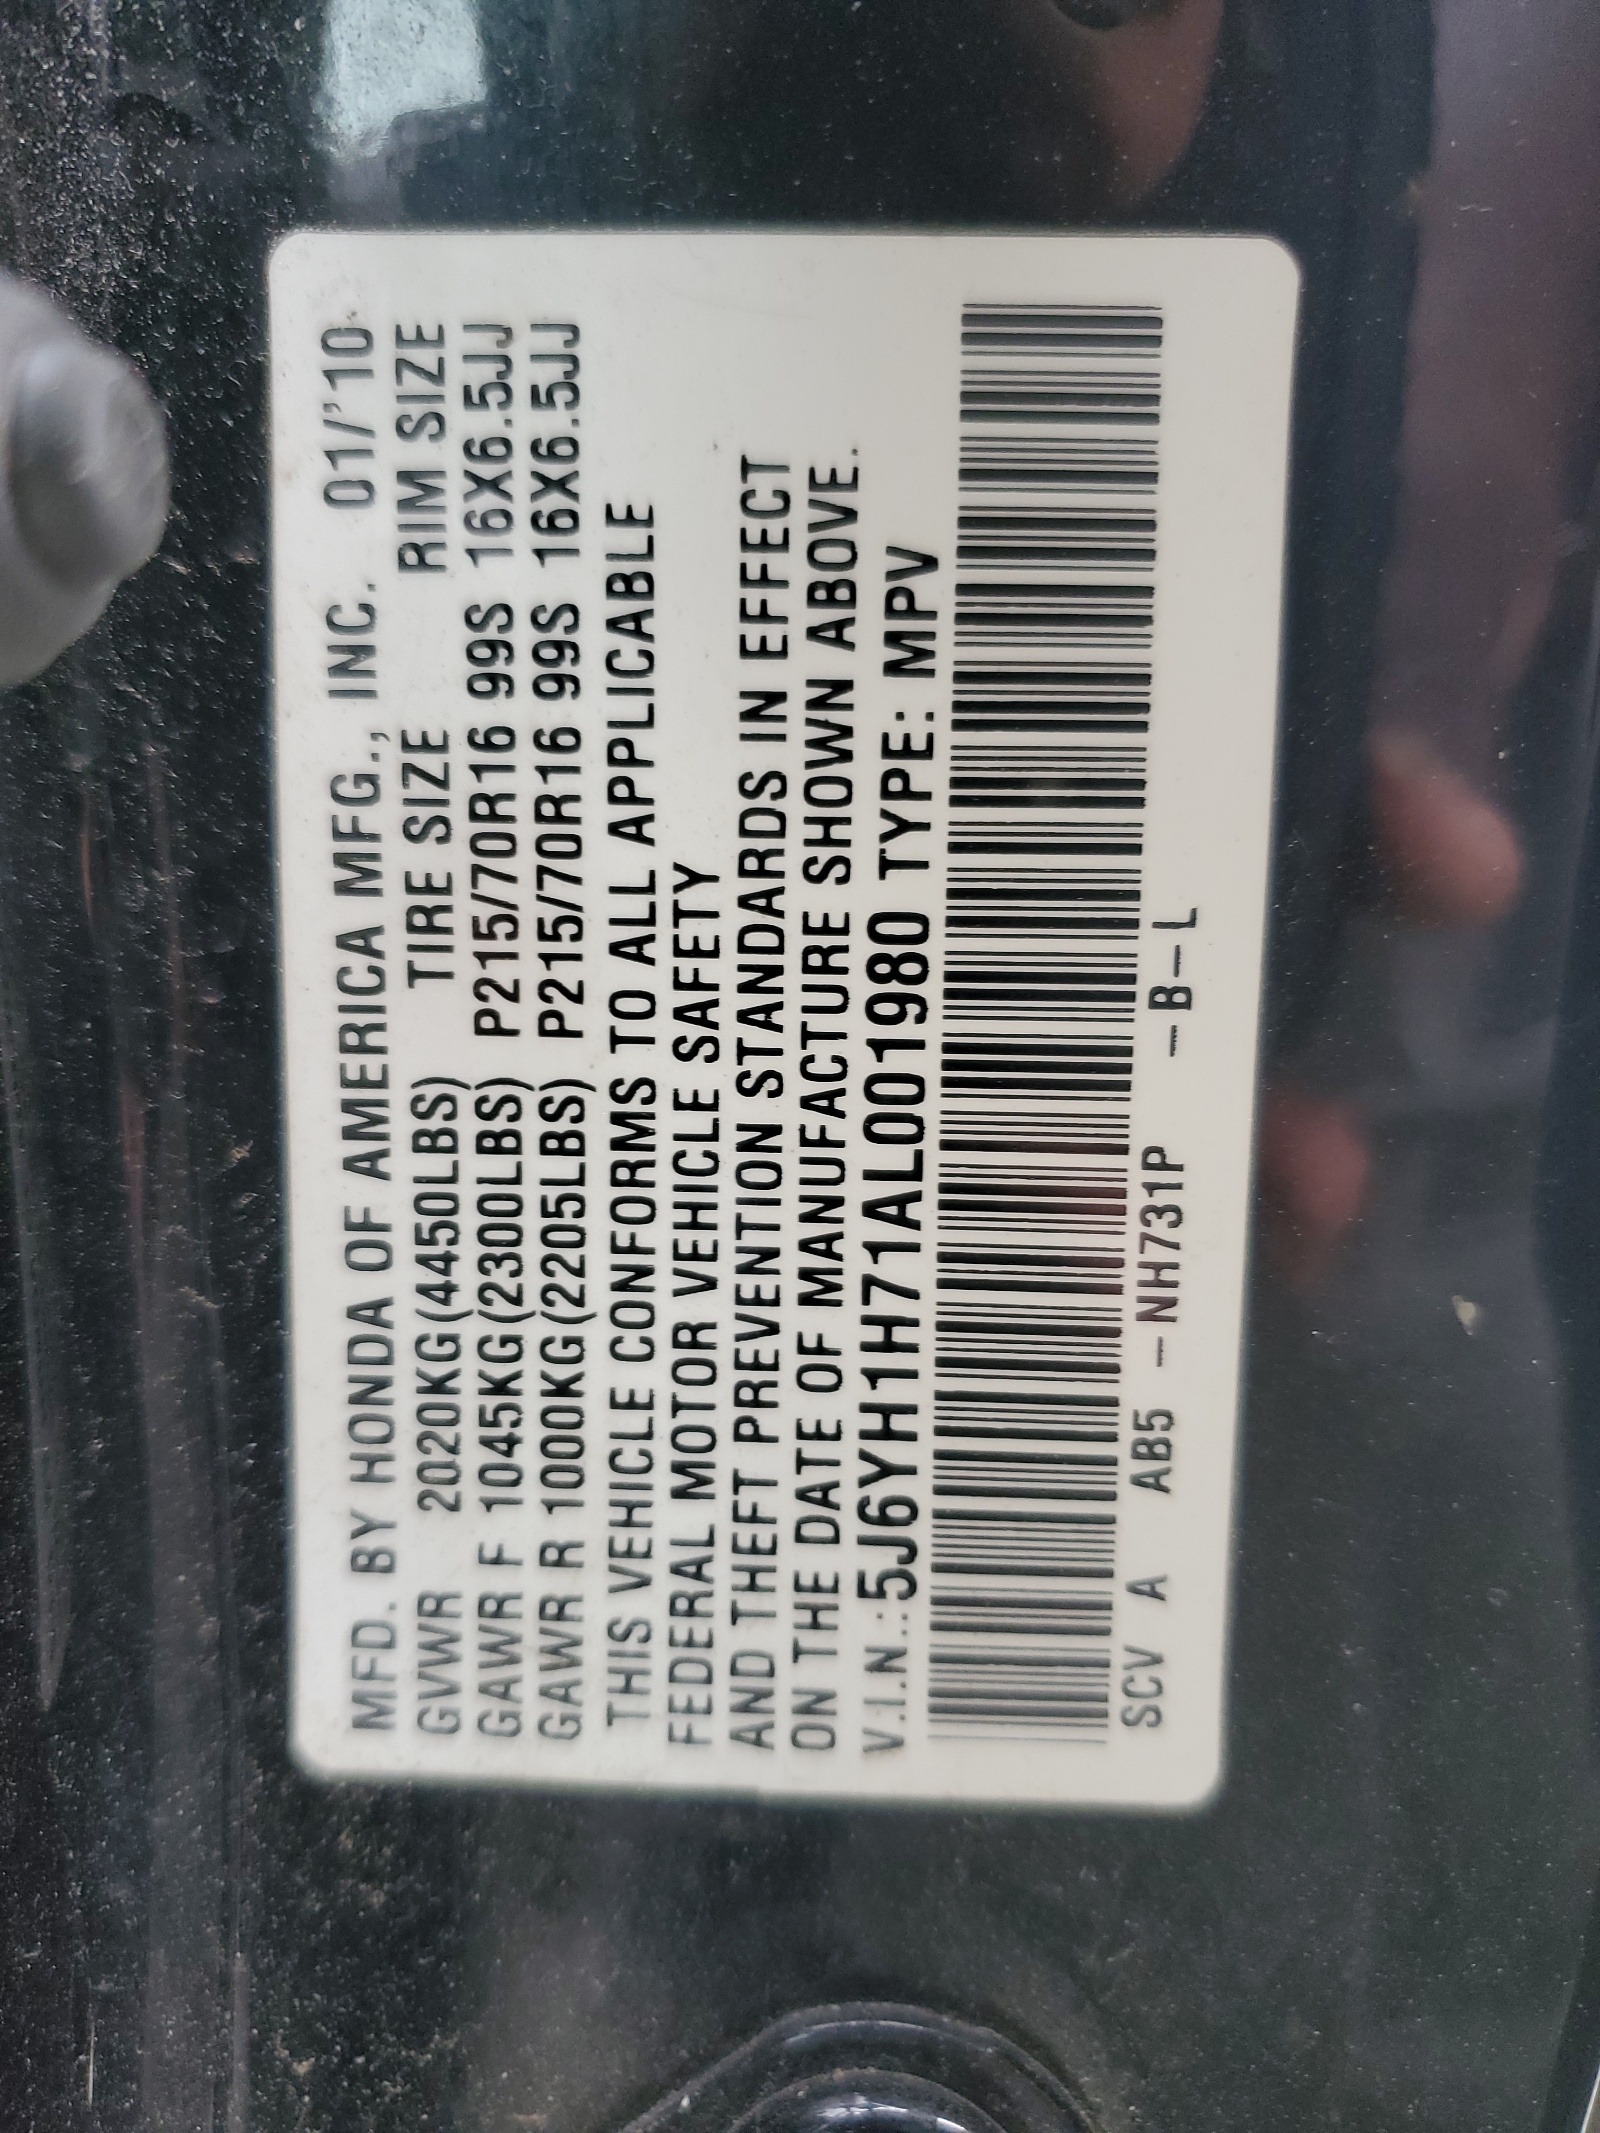 MFD. BY HONDA OF AMERICA MFG., INC. 01/'10
TIRE SIZE RIM SIZE
GVWR 2020KG(4450LBS)
GAWR F 1045KG(2300LBS) P215/70R16 99S 16X6.5JJ
GAWR R 1000KG(2205LBS) P215/70R16 99S 16X6.5JJ
THIS VEHICLE CONFORMS TO ALL APPLICABLE
FEDERAL MOTOR VEHICLE SAFETY
AND THEFT PREVENTION STANDARDS IN EFFECT
ON THE DATE OF MANUFACTURE SHOWN ABOVE.
V.I.N.:5J6YH1H71AL001980 TYPE: MPV
SCV A AB5 —NH731P —B—L